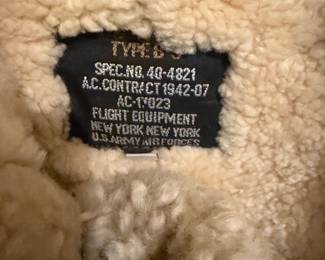 TYPE B-3
SPEC.NO. 40-4821
A.C. CONTRACT 1942-07
AC-17023
FLIGHT EQUIPMENT
NEW YORK NEW YORK
U.S. ARMY AIR FORCES